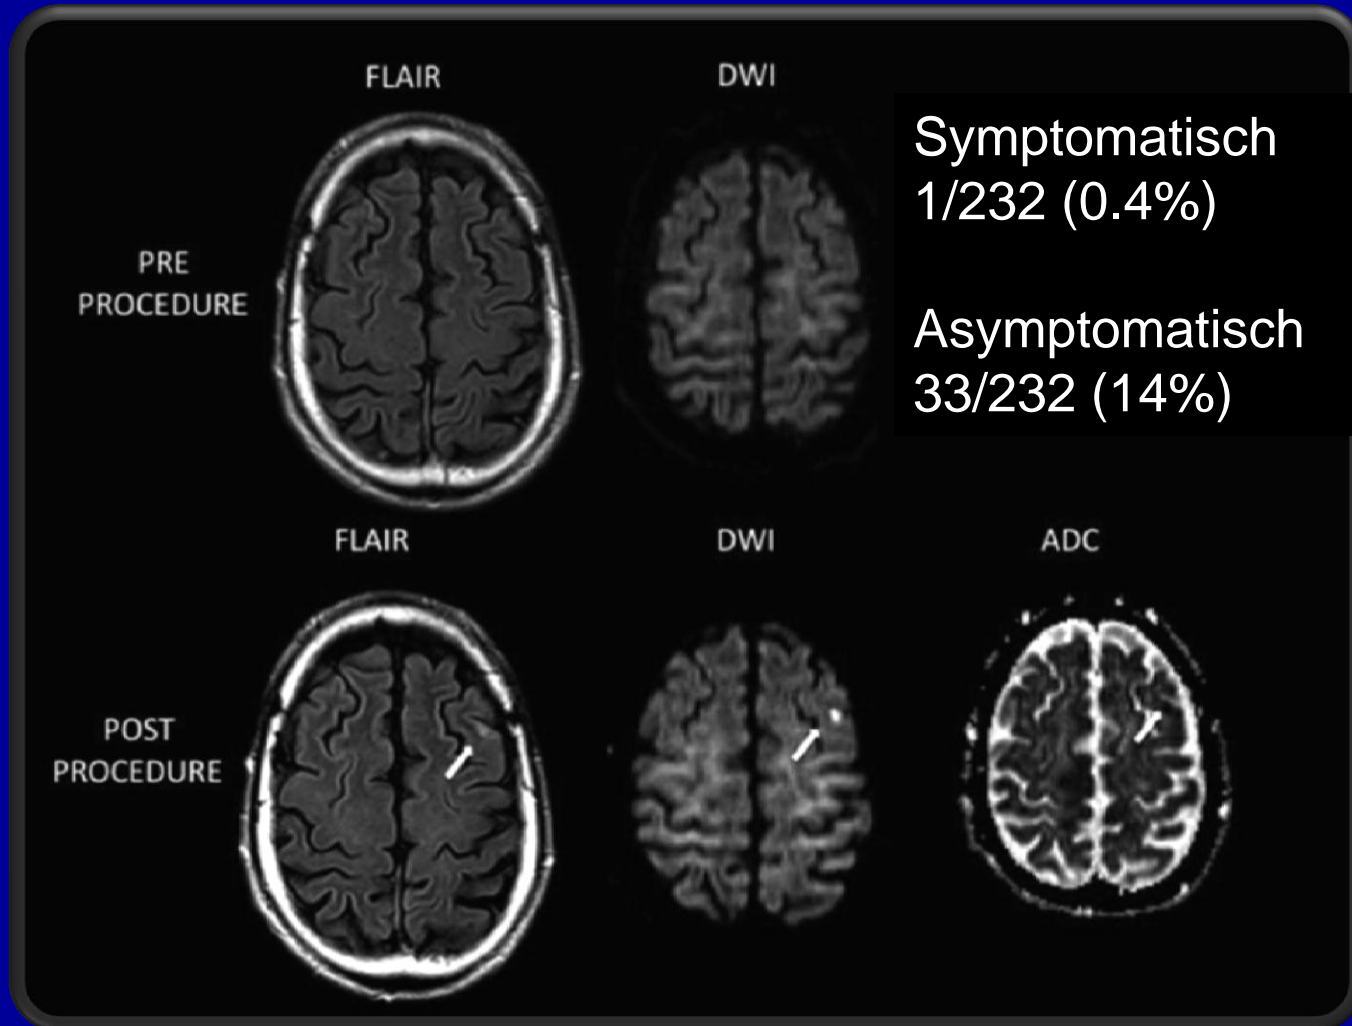 FLAIR
DWI
Symptomatisch
1/232 (0.4%)
PRE
PROCEDURE
Asymptomatisch
33/232 (14%)
FLAIR
DWI
ADC
POST
PROCEDURE